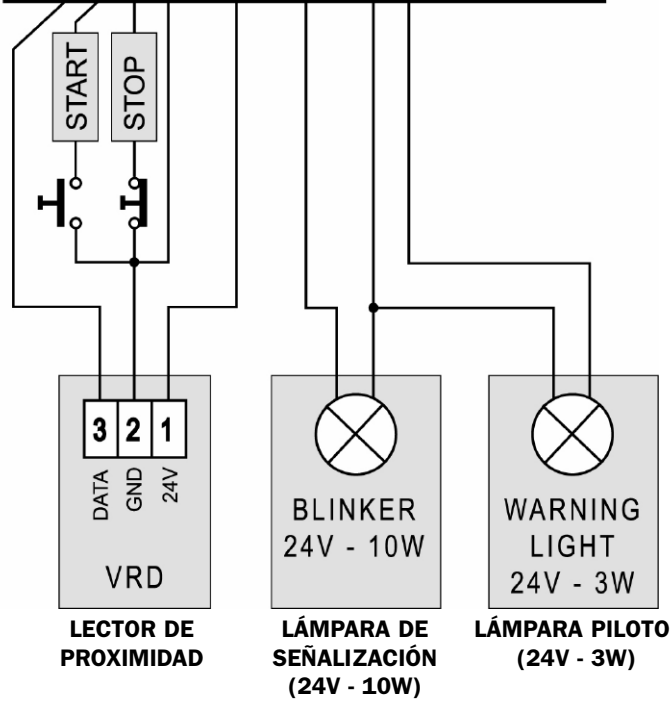 START
STOP
3 2 1
DATA
GND
24V
VRD
LECTOR DE
PROXIMIDAD
BLINKER
24V - 10W
LÁMPARA DE
SEÑALIZACIÓN
(24V - 10W)
WARNING
LIGHT
24V - 3W
LÁMPARA PILOTO
(24V - 3W)